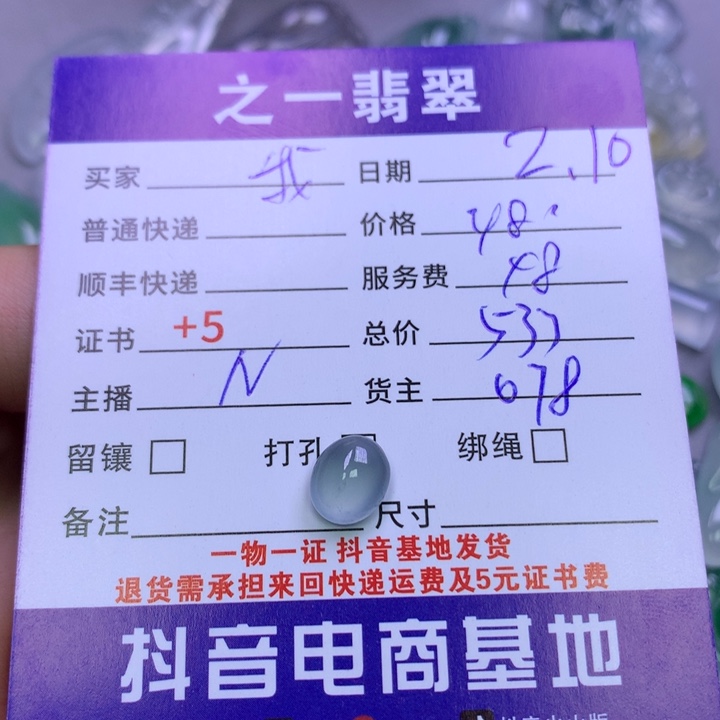 之一翡翠
买家 我 日期 2.10
普通快递 价格 48.
顺丰快递 服务费 48
证书 +5 总价 533
主播 N 货主 678
留镶 打孔 绑绳
备注 尺寸
一物一证 抖音基地发货
退货需承担来回快递运费及5元证书费
抖音电商基地